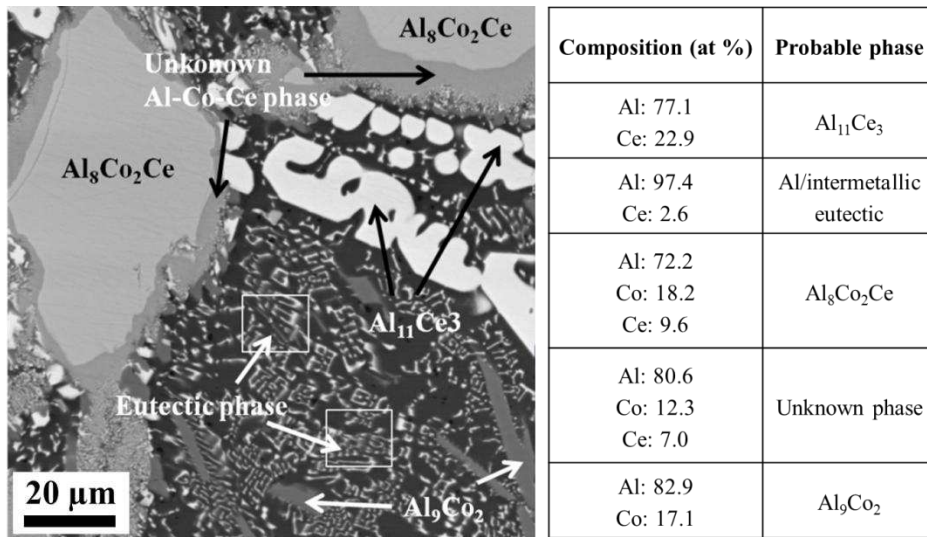 Al₈Co₂Ce
Unkonown
Al-Co-Ce phase
Al₈Co₂Ce
Al₁₁Ce3
Eutectic phase
Al₉Co₂
20 µm
Composition (at %) Probable phase
Al: 77.1
Ce: 22.9
Al₁₁Ce₃
Al: 97.4
Ce: 2.6
Al/intermetallic
eutectic
Al: 72.2
Co: 18.2
Ce: 9.6
Al₈Co₂Ce
Al: 80.6
Co: 12.3
Ce: 7.0
Unknown phase
Al: 82.9
Co: 17.1
Al₉Co₂